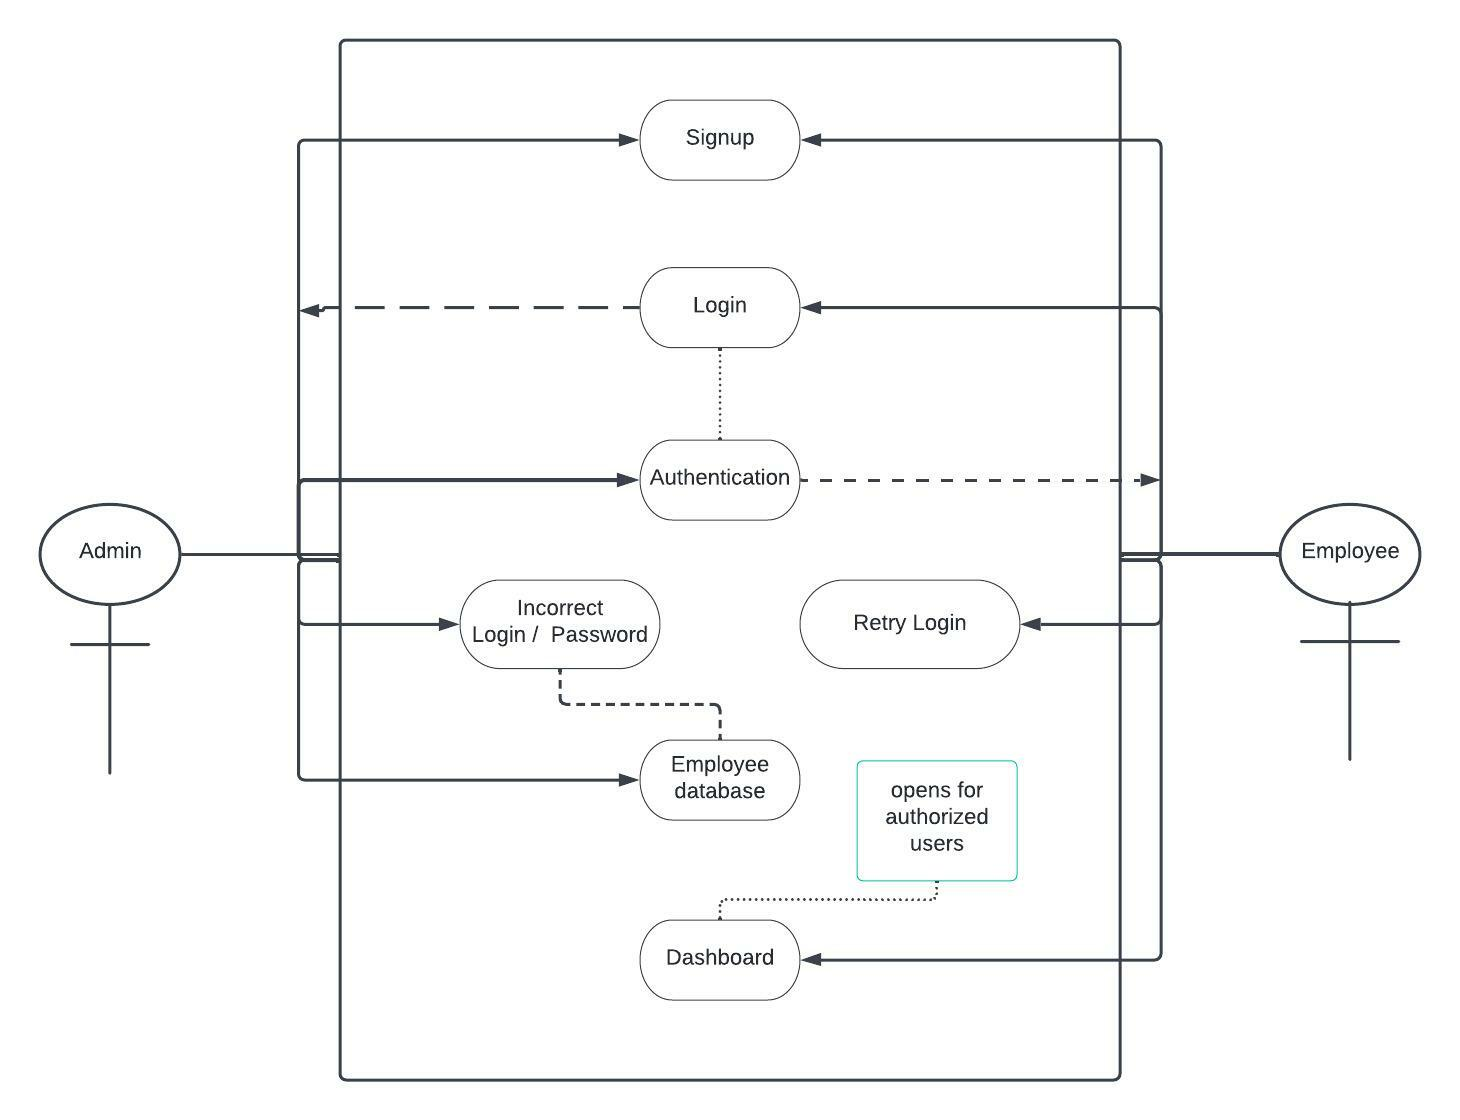 Signup
Login
Authentication
Admin
Employee
Incorrect
Login /  Password
Retry Login
Employee
database
opens for
authorized
users
Dashboard